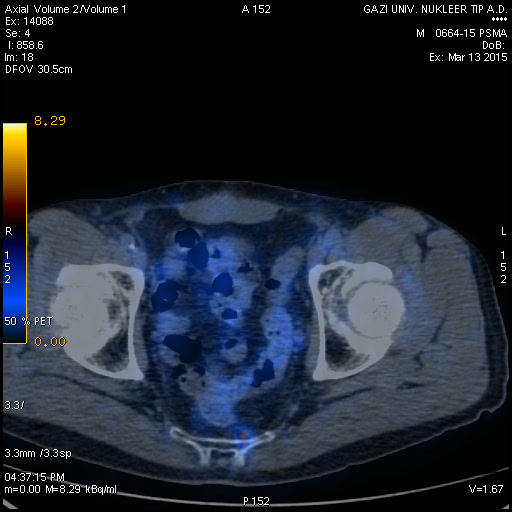 Axial Volume 2/Volume 1
Ex: 14088
Se: 4
I: 858.6
Im: 18
DFOV 30.5cm
A 152
GAZI UNIV. NUKLEER TIP A.D.
****
M 0664-15 PSMA
DoB:
Ex: Mar 13 2015
8.29
R
1
5
2
L
1
5
2
50 % PET
0.00
3.3/
3.3mm /3.3sp
04:37:15 PM
m=0.00 M=8.29 kBq/ml
P 152
V=1.67